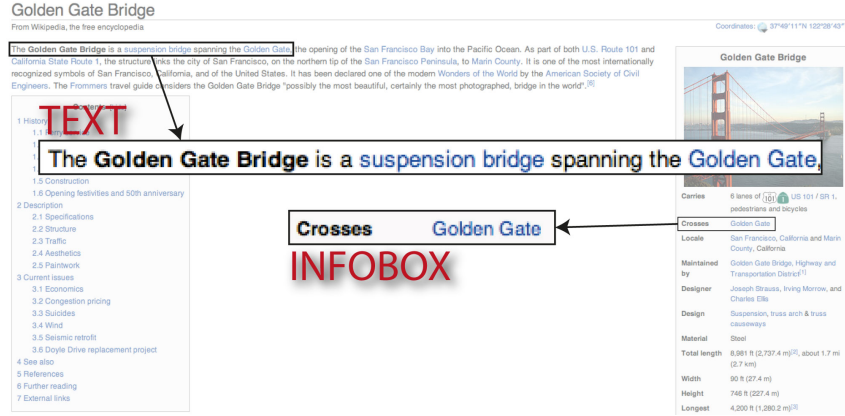 Golden Gate Bridge
From Wikipedia, the free encyclopedia
Coordinates: 37°49′11″N 122°28′43″
The Golden Gate Bridge is a suspension bridge spanning the Golden Gate, the opening of the San Francisco Bay into the Pacific Ocean. As part of both U.S. Route 101 and
California State Route 1, the structure links the city of San Francisco, on the northern tip of the San Francisco Peninsula, to Marin County. It is one of the most internationally
recognized symbols of San Francisco, California, and of the United States. It has been declared one of the modern Wonders of the World by the American Society of Civil
Engineers. The Frommers travel guide considers the Golden Gate Bridge "possibly the most beautiful, certainly the most photographed, bridge in the world".[6]
Contents
TEXT
1 History
1.1
The Golden Gate Bridge is a suspension bridge spanning the Golden Gate,
1.5 Construction
1.6 Opening festivities and 50th anniversary
2 Description
2.1 Specifications
2.2 Structure
2.3 Traffic
2.4 Aesthetics
2.5 Paintwork
3 Current issues
3.1 Economics
3.2 Congestion pricing
3.3 Suicides
3.4 Wind
3.5 Seismic retrofit
3.6 Doyle Drive replacement project
4 See also
5 References
6 Further reading
7 External links
Crosses Golden Gate
INFOBOX
Golden Gate Bridge
Carries 6 lanes of 101 1 US 101 / SR 1,
pedestrians and bicycles
Crosses Golden Gate
Locale San Francisco, California and Marin
County, California
Maintained Golden Gate Bridge, Highway and
by Transportation District[1]
Designer Joseph Strauss, Irving Morrow, and
Charles Ellis
Design Suspension, truss arch & truss
causeways
Material Steel
Total length 8,981 ft (2,737.4 m)[2], about 1.7 mi
(2.7 km)
Width 90 ft (27.4 m)
Height 746 ft (227.4 m)
Longest 4,200 ft (1,280.2 m)[3]